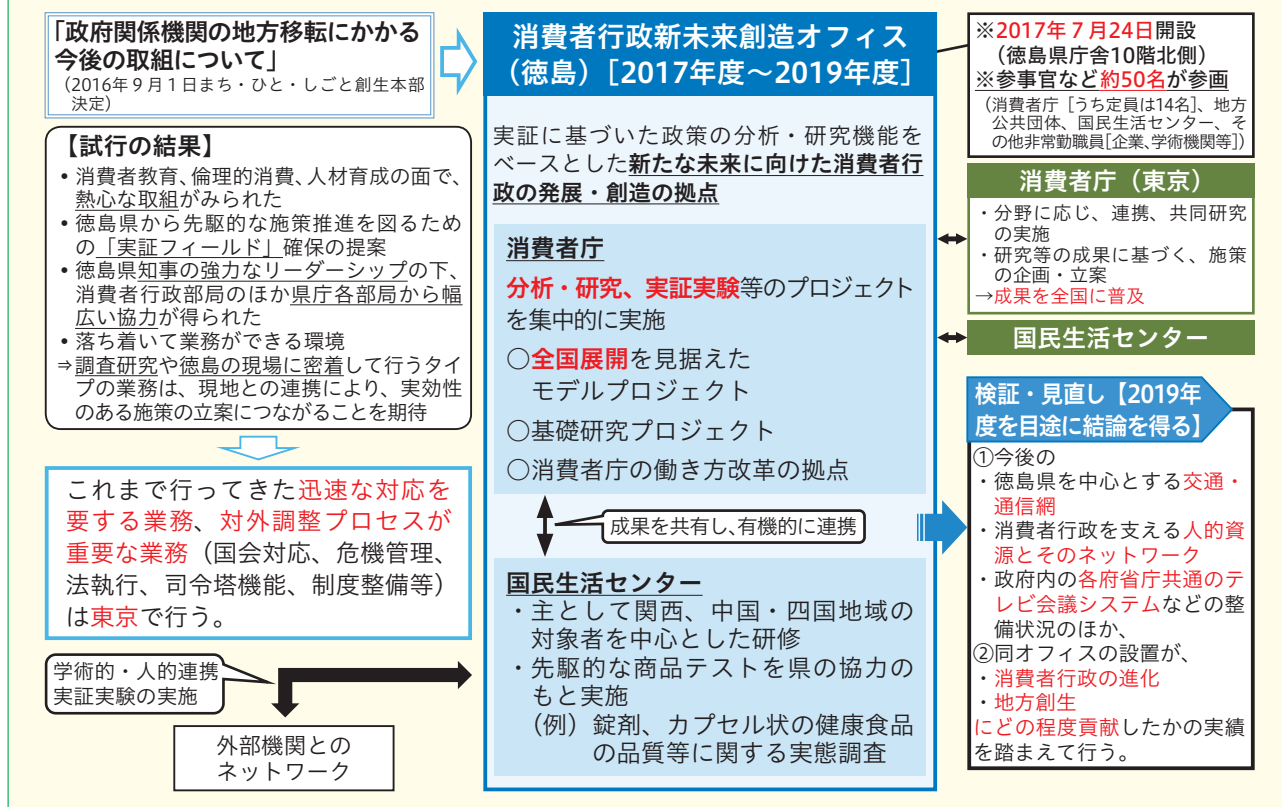 「政府関係機関の地方移転にかかる
今後の取組について」
（2016年９月１日まち・ひと・しごと創生本部
決定）
【試行の結果】
・消費者教育、倫理的消費、人材育成の面で、
熱心な取組がみられた
・徳島県から先駆的な施策推進を図るため
の「実証フィールド」確保の提案
・徳島県知事の強力なリーダーシップの下、
消費者行政部局のほか県庁各部局から幅
広い協力が得られた
・落ち着いて業務ができる環境
⇒調査研究や徳島の現場に密着して行うタイ
プの業務は、現地との連携により、実効性
のある施策の立案につながることを期待
これまで行ってきた迅速な対応を
要する業務、対外調整プロセスが
重要な業務（国会対応、危機管理、
法執行、司令塔機能、制度整備等）
は東京で行う。
学術的・人的連携
実証実験の実施
外部機関との
ネットワーク
消費者行政新未来創造オフィス
（徳島）［2017年度～2019年度］
実証に基づいた政策の分析・研究機能を
ベースとした新たな未来に向けた消費者行
政の発展・創造の拠点
消費者庁
分析・研究、実証実験等のプロジェクト
を集中的に実施
○全国展開を見据えた
モデルプロジェクト
○基礎研究プロジェクト
○消費者庁の働き方改革の拠点
成果を共有し、有機的に連携
国民生活センター
・主として関西、中国・四国地域の
対象者を中心とした研修
・先駆的な商品テストを県の協力の
もと実施
（例）錠剤、カプセル状の健康食品
の品質等に関する実態調査
※2017年７月24日開設
（徳島県庁舎10階北側）
※参事官など約50名が参画
（消費者庁［うち定員は14名］、地方
公共団体、国民生活センター、そ
の他非常勤職員［企業、学術機関等］）
消費者庁（東京）
・分野に応じ、連携、共同研究
の実施
・研究等の成果に基づく、施策
の企画・立案
→成果を全国に普及
国民生活センター
検証・見直し【2019年
度を目途に結論を得る】
①今後の
・徳島県を中心とする交通・
通信網
・消費者行政を支える人的資
源とそのネットワーク
・政府内の各府省庁共通のテ
レビ会議システムなどの整
備状況のほか、
②同オフィスの設置が、
・消費者行政の進化
・地方創生
にどの程度貢献したかの実績
を踏まえて行う。